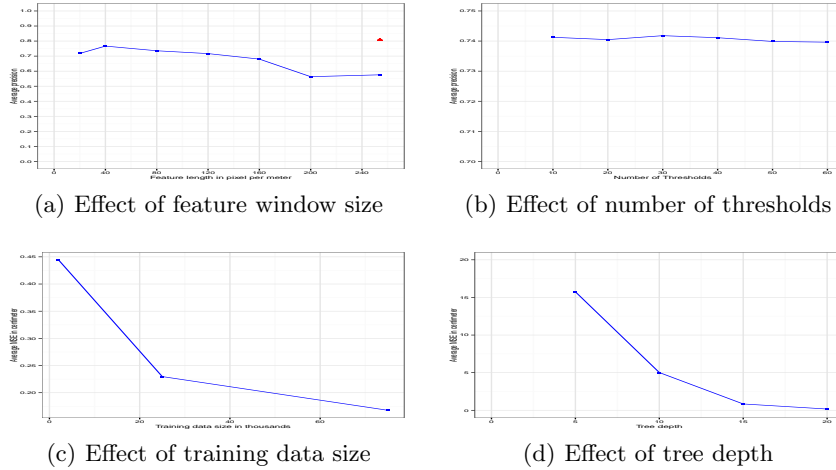 1.0
0.9
0.8
0.7
0.6
0.5
0.4
0.3
0.2
0.1
0.0
Average precision
0 40 80 120 160 200 240
Feature length in pixel per meter
(a) Effect of feature window size
0.75
0.74
0.73
0.72
0.71
0.70
Average precision
0 10 20 30 40 50 60
Number of Thresholds
(b) Effect of number of thresholds
0.45
0.40
0.35
0.30
0.25
0.20
Average MSE in centimeter
0 20 40 60
Training data size in thousands
(c) Effect of training data size
20
15
10
5
0
Average MSE in centimeter
0 5 10 15 20
Tree depth
(d) Effect of tree depth